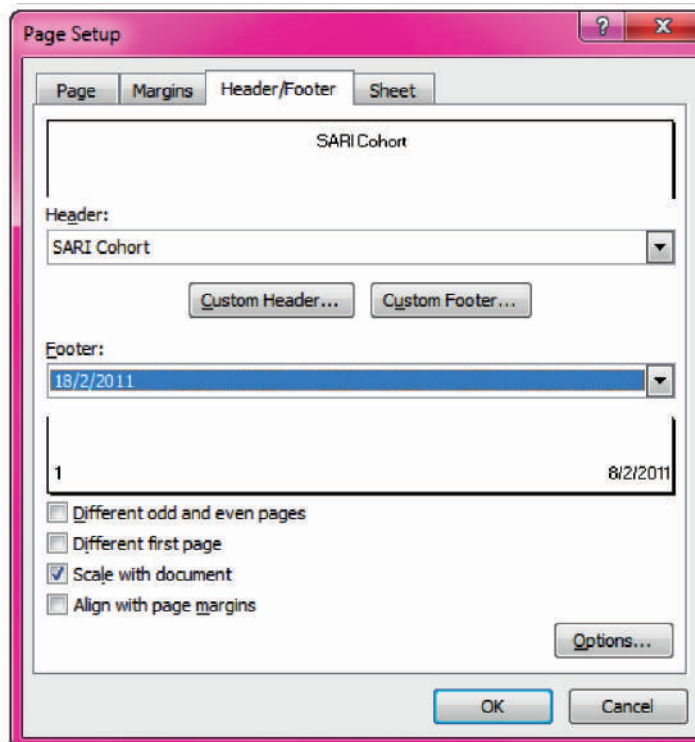 Page Setup
Page Margins Header/Footer Sheet
SARI Cohort
Header:
SARI Cohort
Custom Header... Custom Footer...
Footer:
18/2/2011
1 8/2/2011
Different odd and even pages
Different first page
Scale with document
Align with page margins
Options...
OK Cancel